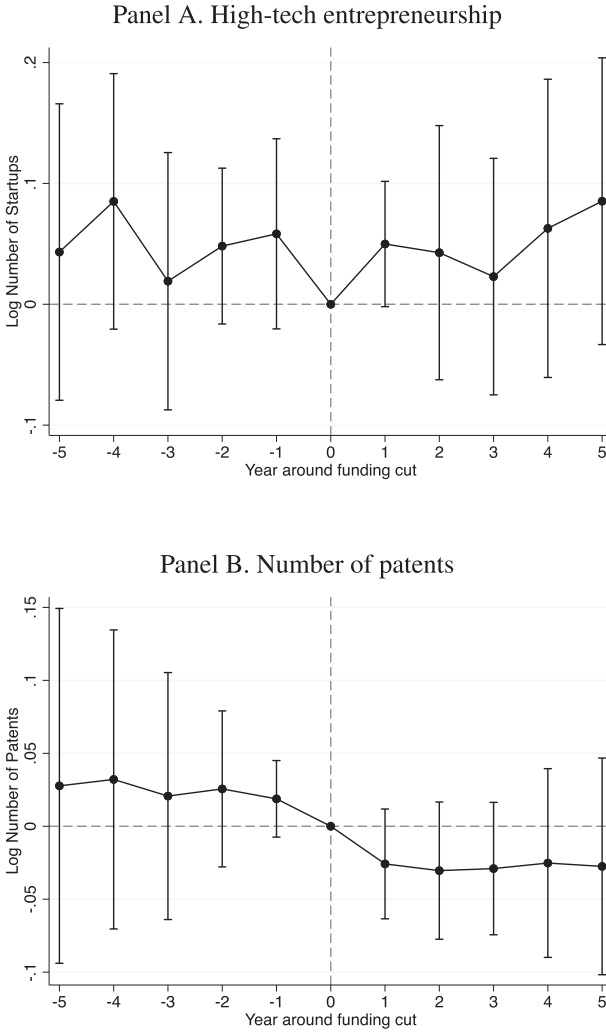 Panel A. High-tech entrepreneurship
Log Number of Startups
.2
.1
0
-.1
-5 -4 -3 -2 -1 0 1 2 3 4 5
Year around funding cut
Panel B. Number of patents
Log Number of Patents
.15
.1
.05
0
-.05
-.1
-5 -4 -3 -2 -1 0 1 2 3 4 5
Year around funding cut